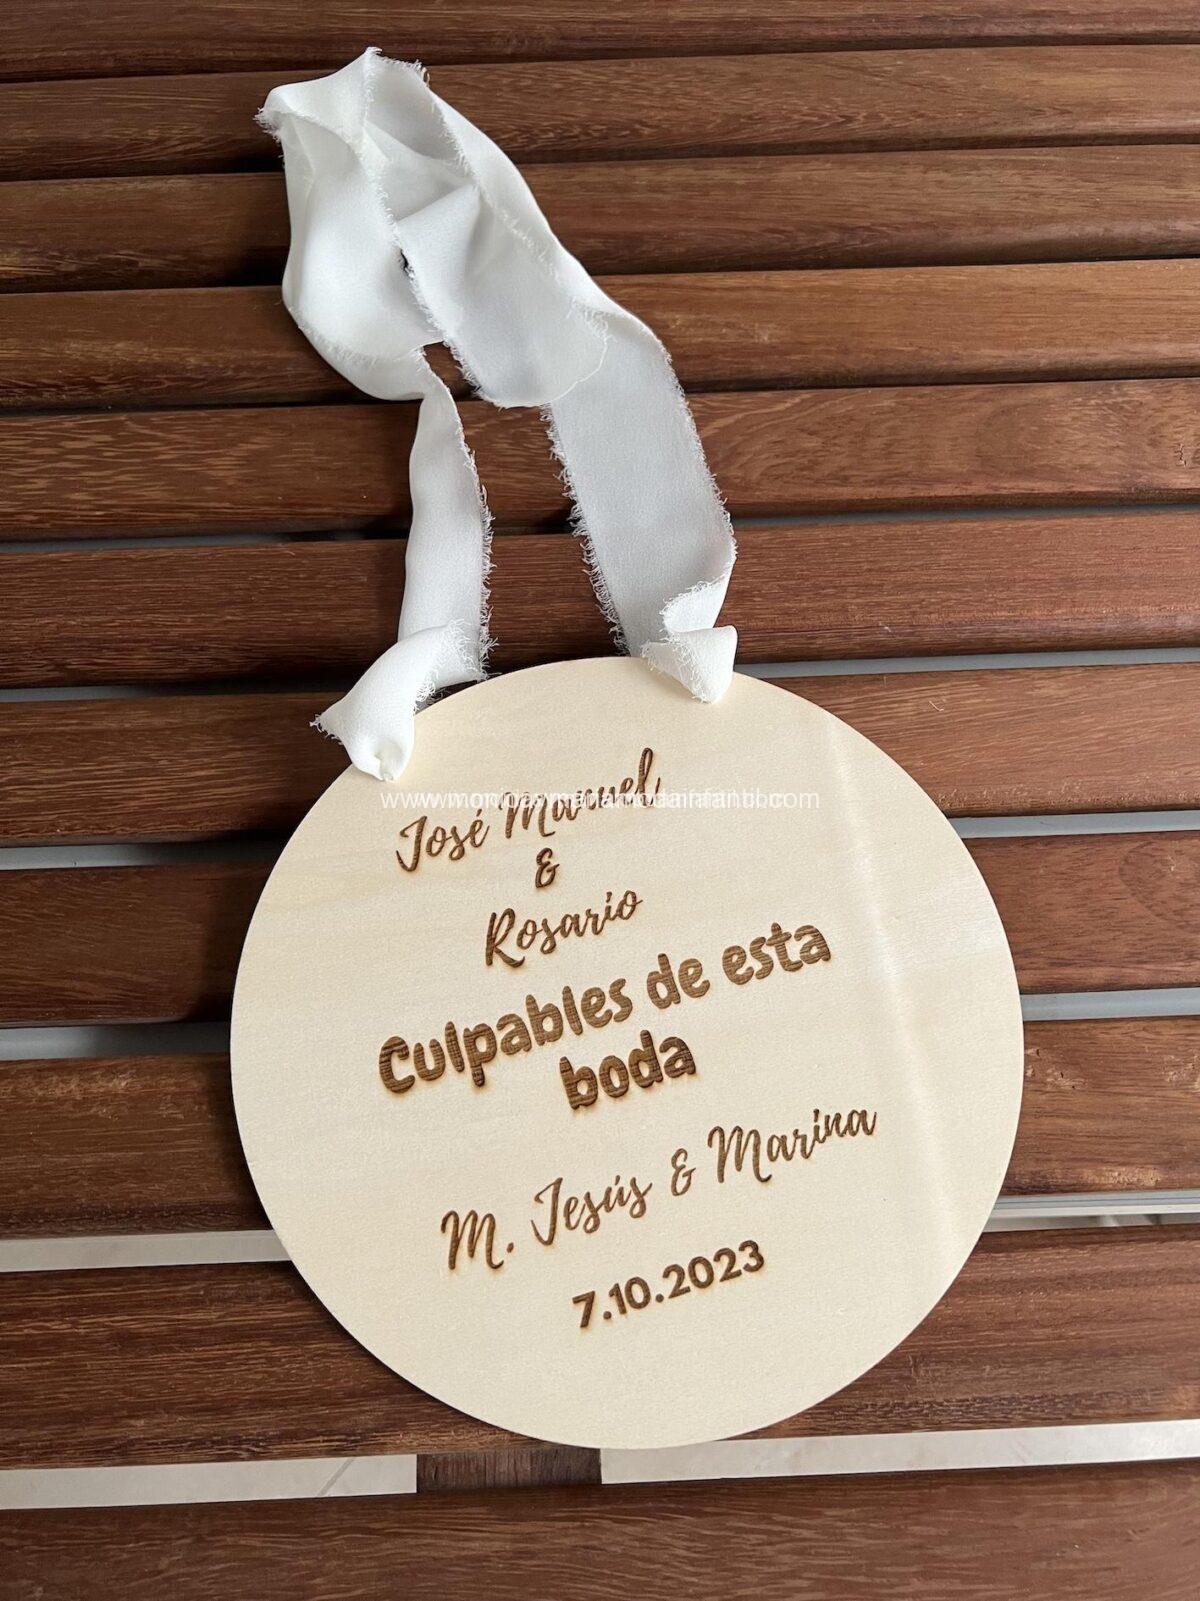 José Manuel
&
Rosario
Culpables de esta
boda
M. Jesús & Marina
7.10.2023